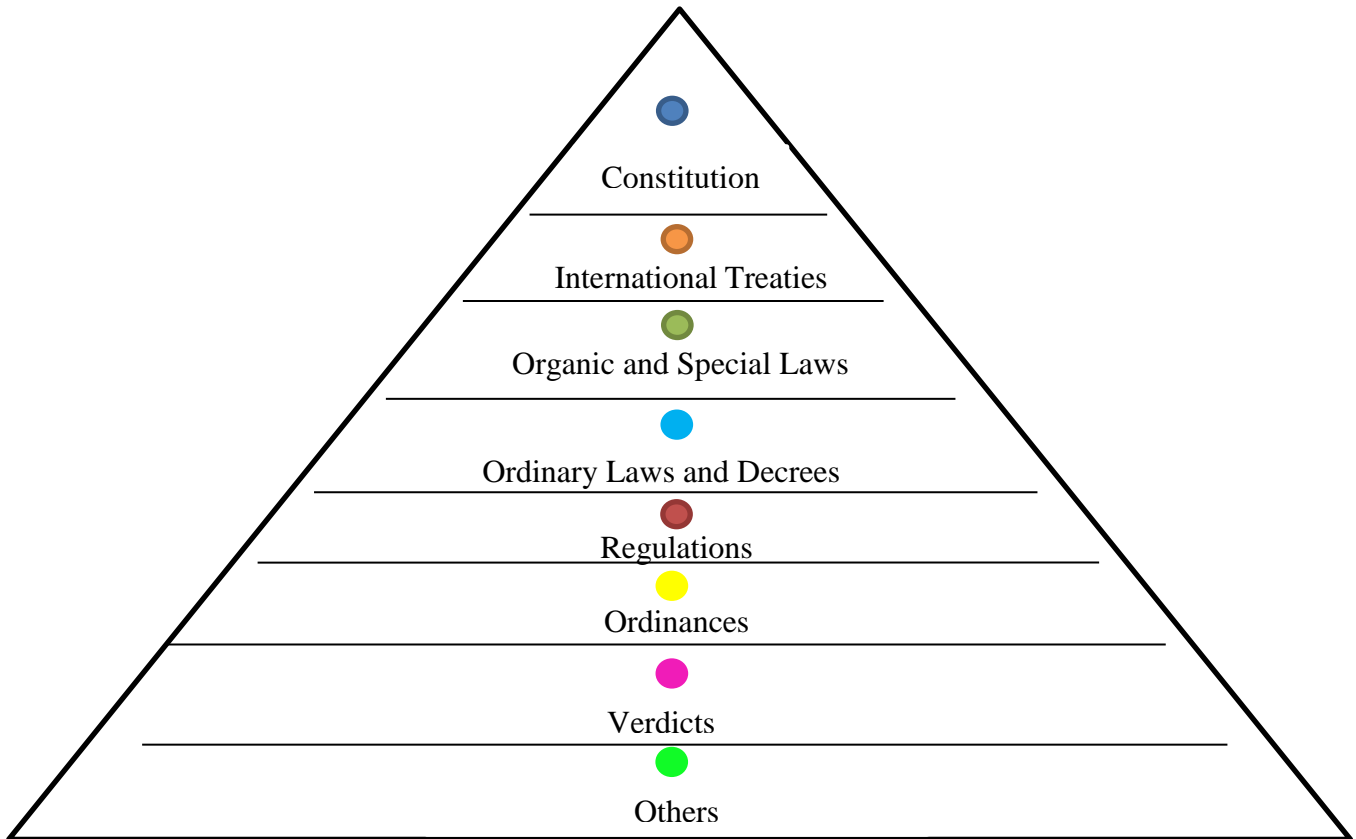 Constitution
International Treaties
Organic and Special Laws
Ordinary Laws and Decrees
Regulations
Ordinances
Verdicts
Others